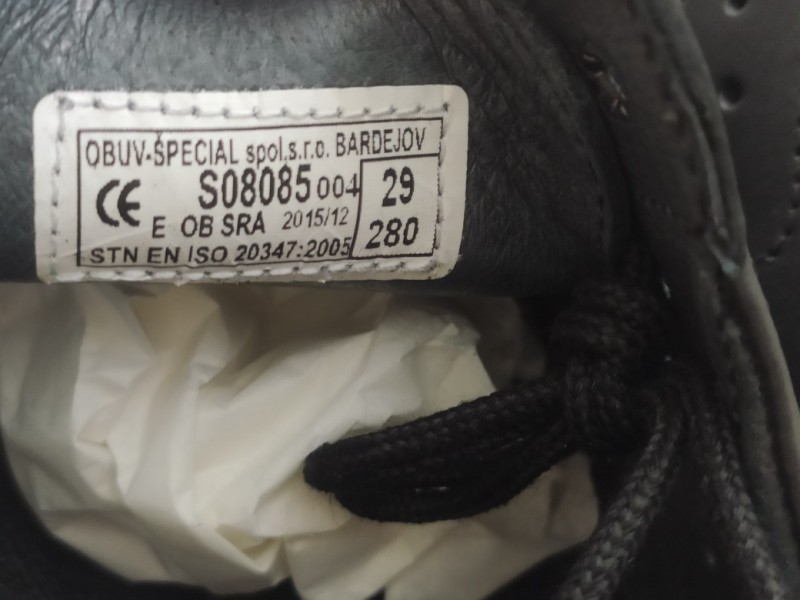 OBUV-ŠPECIAL spol.s.r.o. BARDEJOV
CE S08085 004 29
E OB SRA 2015/12 280
STN EN ISO 20347:2005